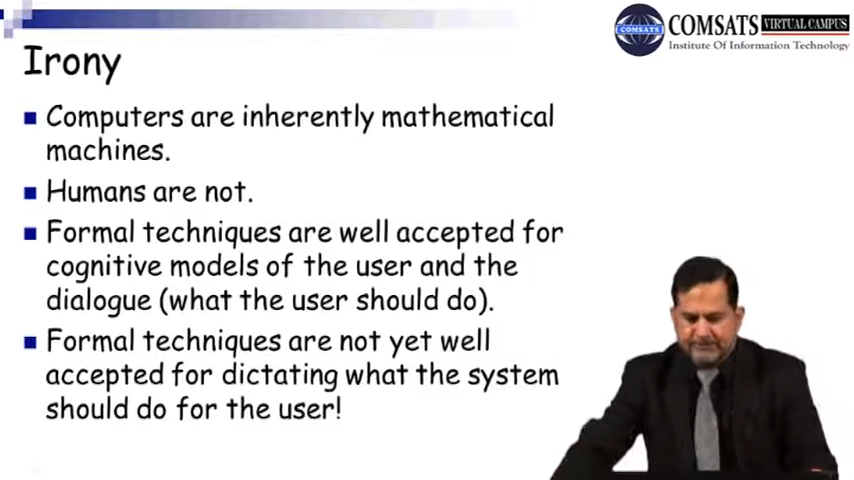 COMSATS VIRTUAL CAMPUS
COMSATS
Institute Of Information Technology
Irony
Computers are inherently mathematical
machines.
Humans are not.
Formal techniques are well accepted for
cognitive models of the user and the
dialogue (what the user should do).
Formal techniques are not yet well
accepted for dictating what the system
should do for the user!